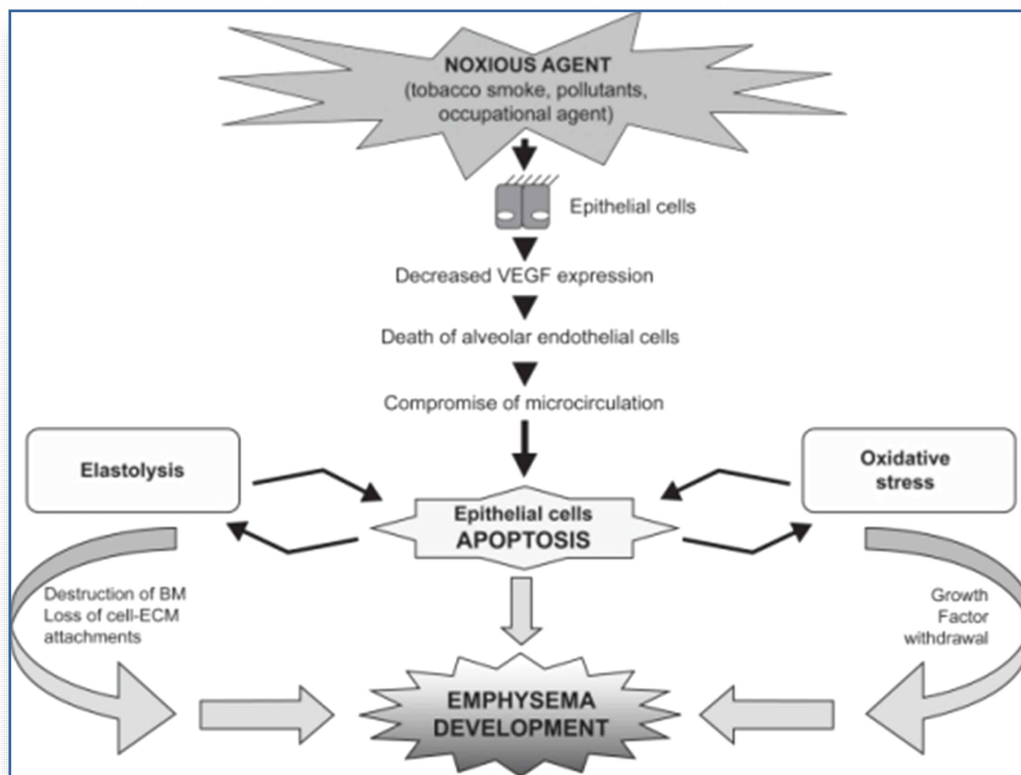 NOXIOUS AGENT
(tobacco smoke, pollutants,
occupational agent)
Epithelial cells
Decreased VEGF expression
Death of alveolar endothelial cells
Compromise of microcirculation
Elastolysis
Oxidative
stress
Epithelial cells
APOPTOSIS
Destruction of BM
Loss of cell-ECM
attachments
Growth
Factor
withdrawal
EMPHYSEMA
DEVELOPMENT